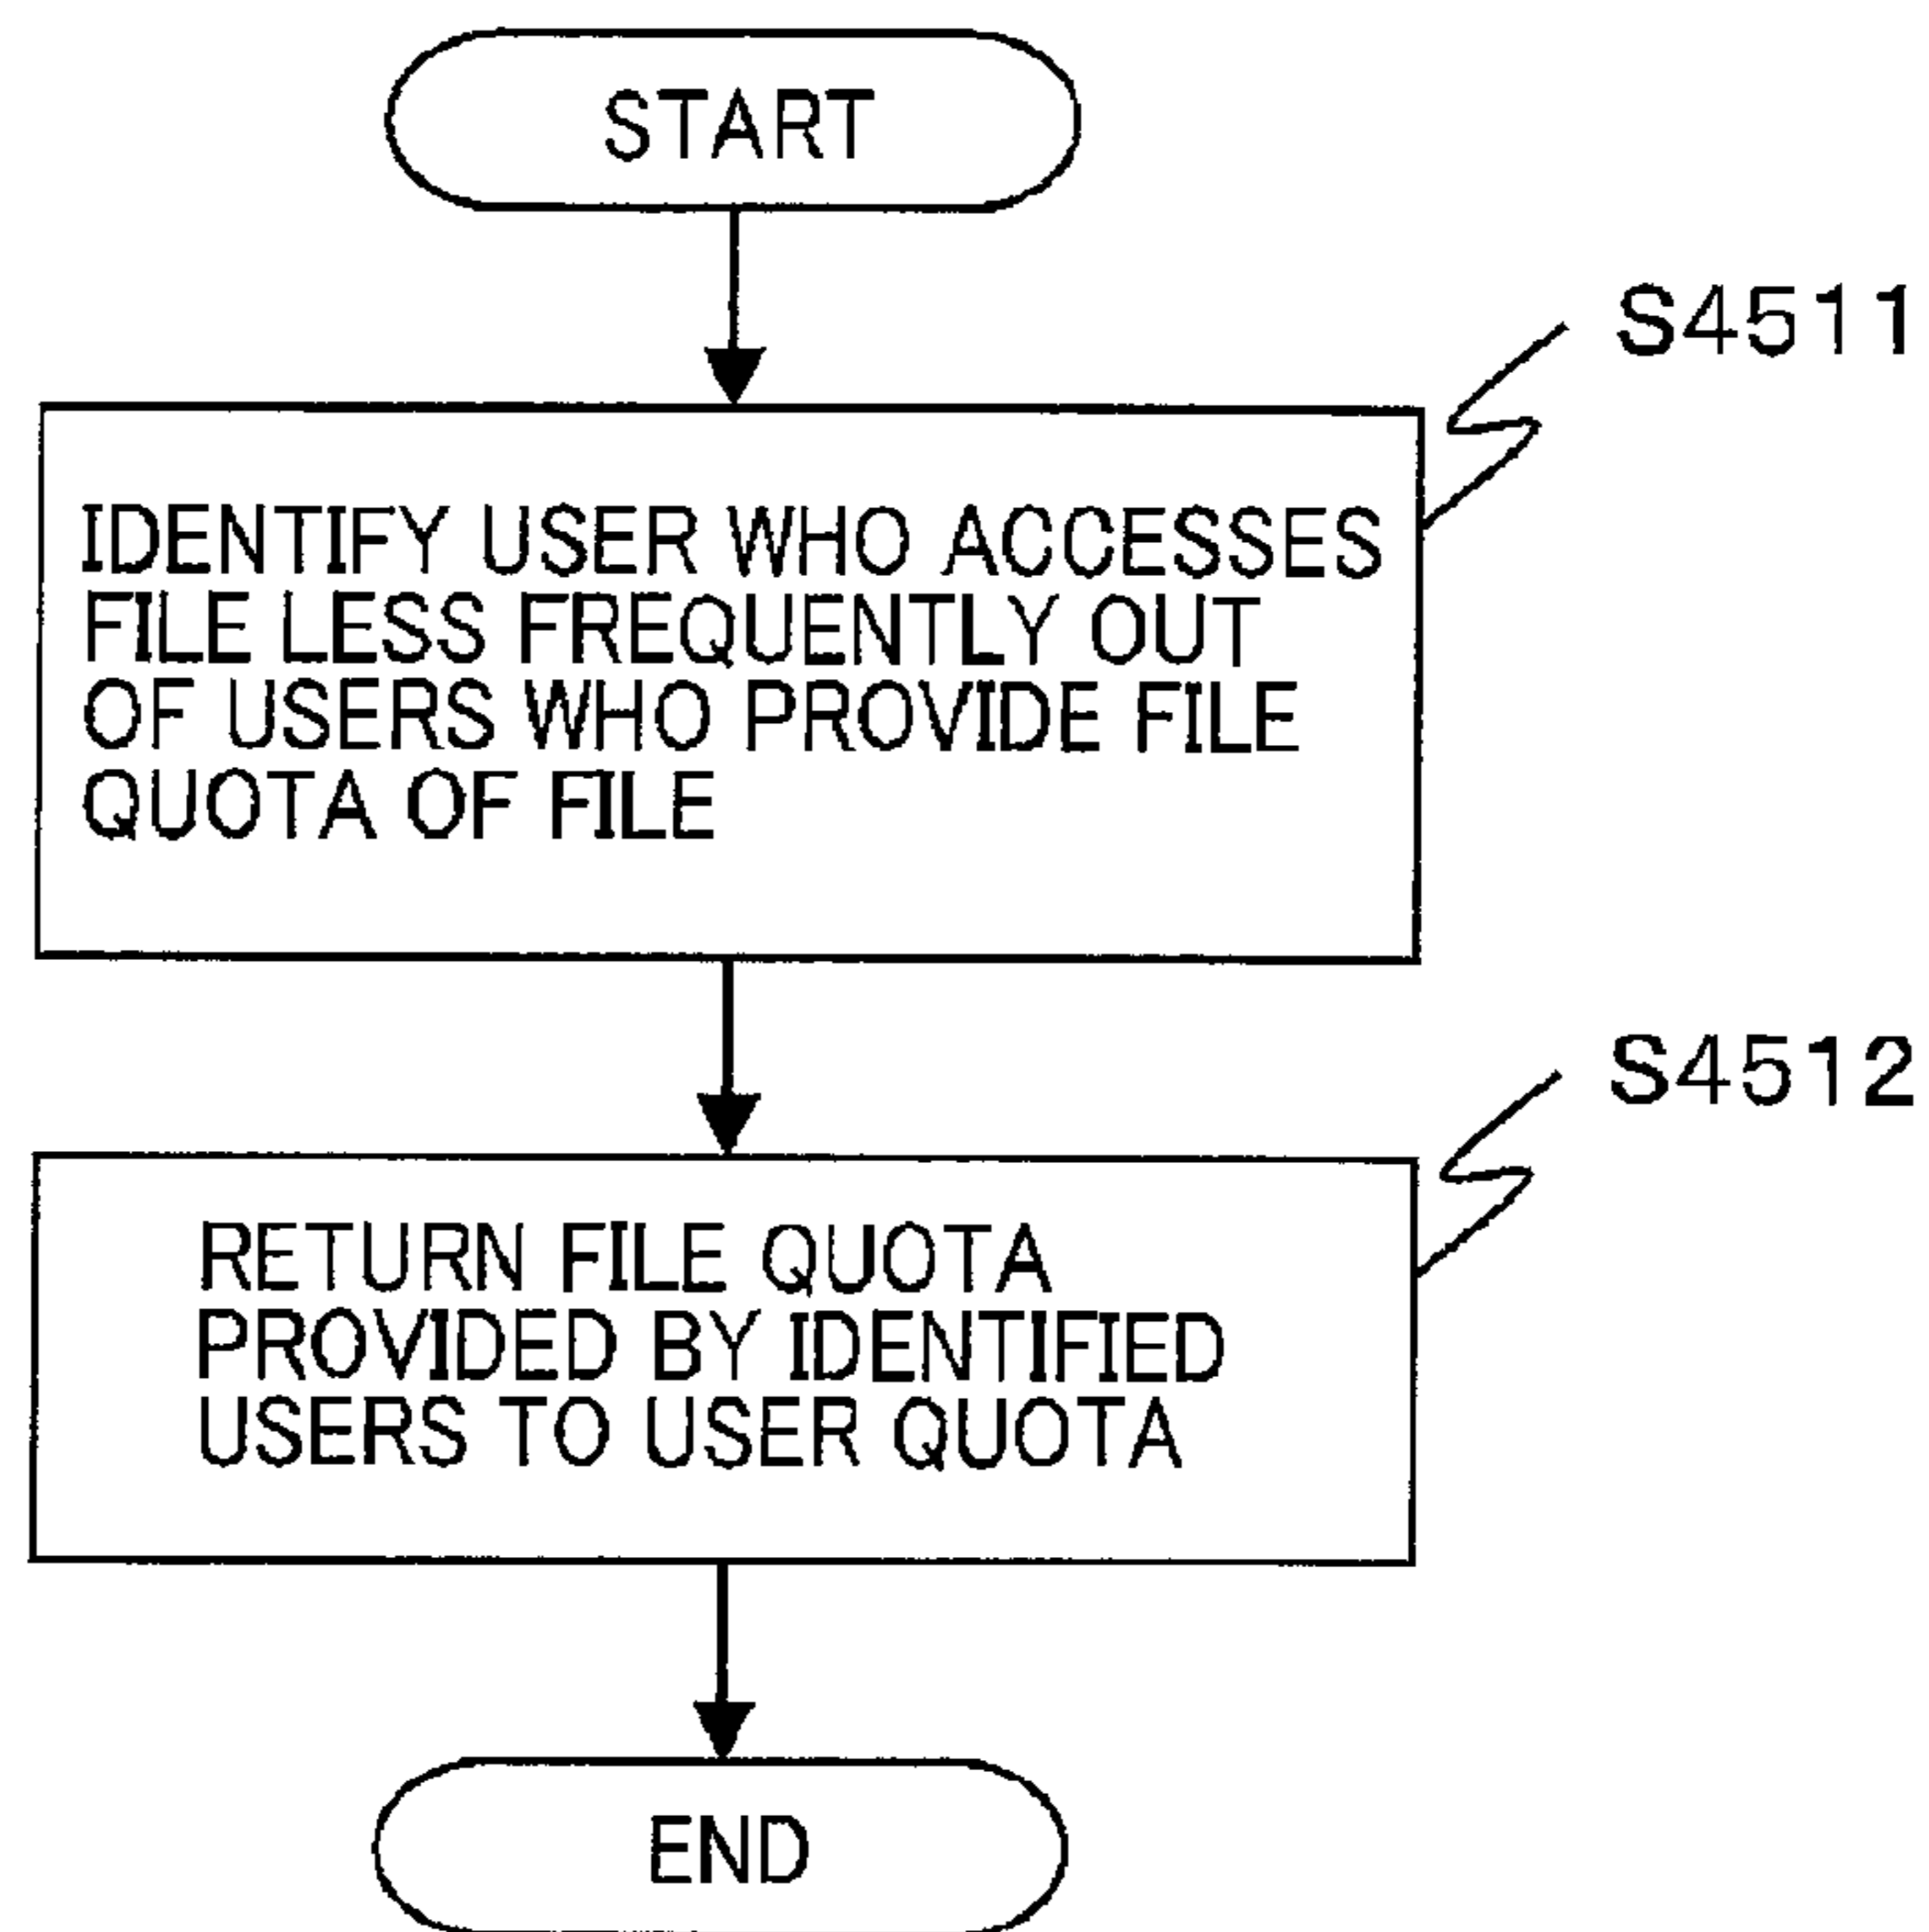 START
S4511
IDENTIFY USER WHO ACCESSES
FILE LESS FREQUENTLY OUT
OF USERS WHO PROVIDE FILE
QUOTA OF FILE
S4512
RETURN FILE QUOTA
PROVIDED BY IDENTIFIED
USERS TO USER QUOTA
END